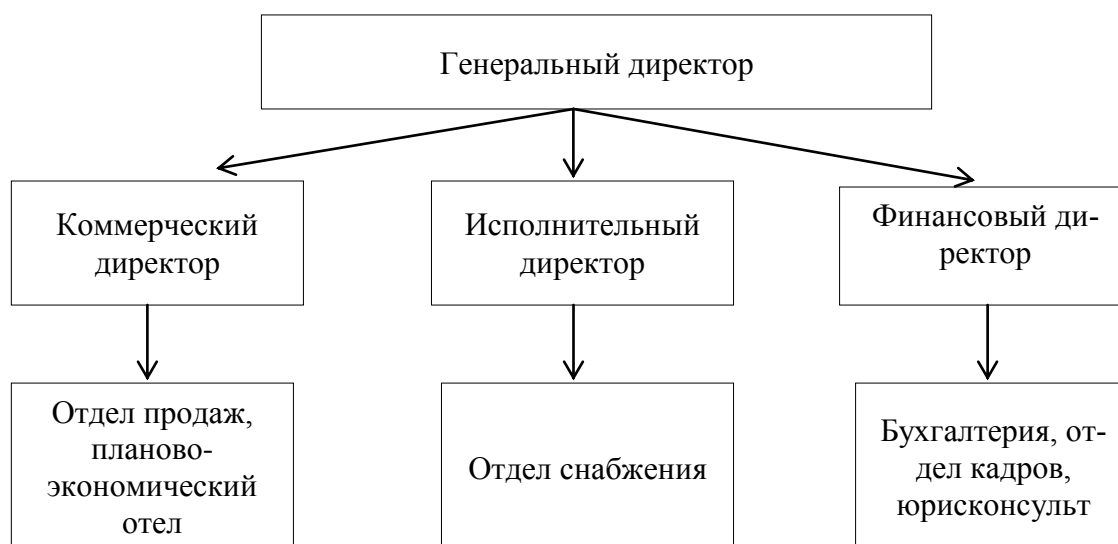 Генеральный директор
Коммерческий
директор
Исполнительный
директор
Финансовый ди-
ректор
Отдел продаж,
планово-
экономический
отел
Отдел снабжения
Бухгалтерия, от-
дел кадров,
юрисконсульт